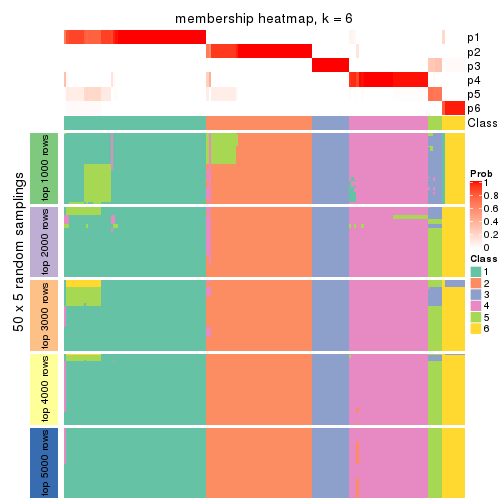 membership heatmap, k = 6
p1
p2
p3
p4
p5
p6
Class
50 x 5 random samplings
top 1000 rows
top 2000 rows
top 3000 rows
top 4000 rows
top 5000 rows
Prob
1
0.8
0.6
0.4
0.2
0
Class
1
2
3
4
5
6